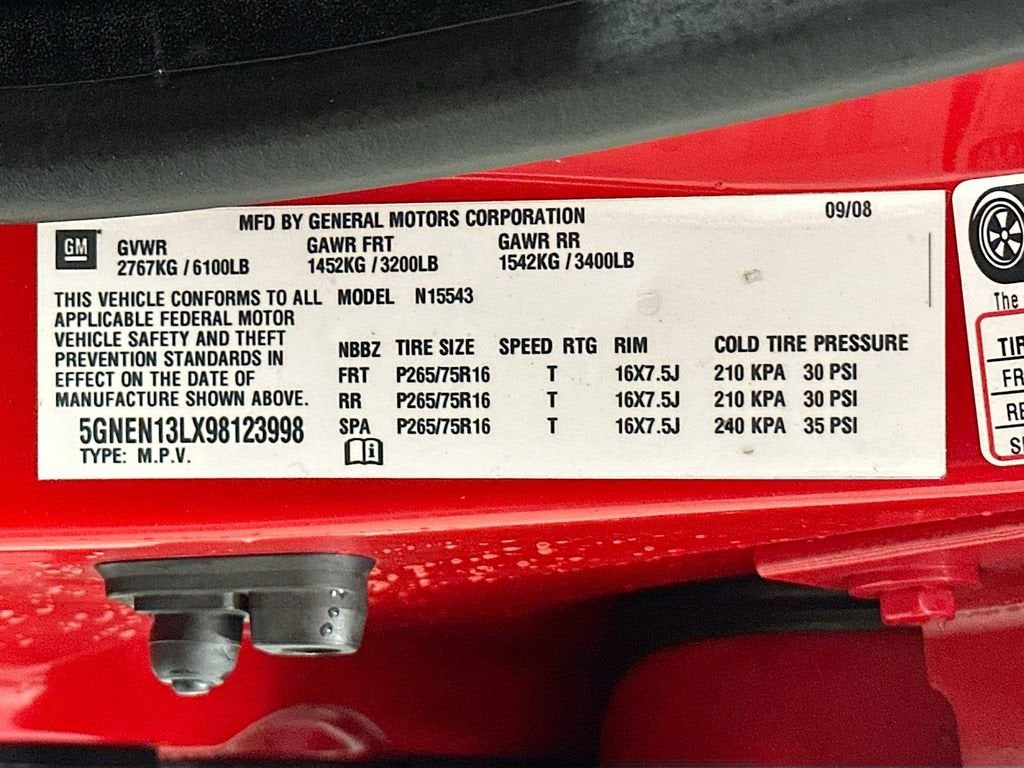 MFD BY GENERAL MOTORS CORPORATION 09/08
GM
GVWR GAWR FRT GAWR RR
2767KG / 6100LB 1452KG / 3200LB 1542KG / 3400LB
THIS VEHICLE CONFORMS TO ALL
APPLICABLE FEDERAL MOTOR
VEHICLE SAFETY AND THEFT
PREVENTION STANDARDS IN
EFFECT ON THE DATE OF
MANUFACTURE SHOWN ABOVE.
5GNEN13LX98123998
TYPE: M.P.V.
MODEL N15543
NBBZ TIRE SIZE SPEED RTG RIM COLD TIRE PRESSURE
FRT P265/75R16 T 16X7.5J 210 KPA 30 PSI
RR P265/75R16 T 16X7.5J 210 KPA 30 PSI
SPA P265/75R16 T 16X7.5J 240 KPA 35 PSI
i
The
TIR
FR
RE